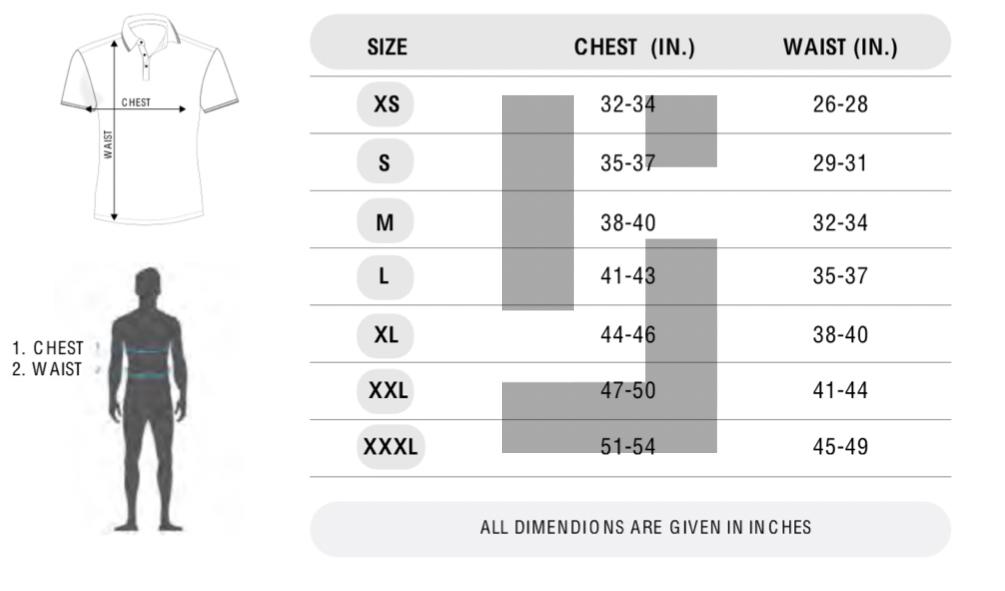 CHEST
WAIST
1. CHEST
2. WAIST
SIZE CHEST (IN.) WAIST (IN.)
XS 32-34 26-28
S 35-37 29-31
M 38-40 32-34
L 41-43 35-37
XL 44-46 38-40
XXL 47-50 41-44
XXXL 51-54 45-49
ALL DIMENDIONS ARE GIVEN IN INCHES